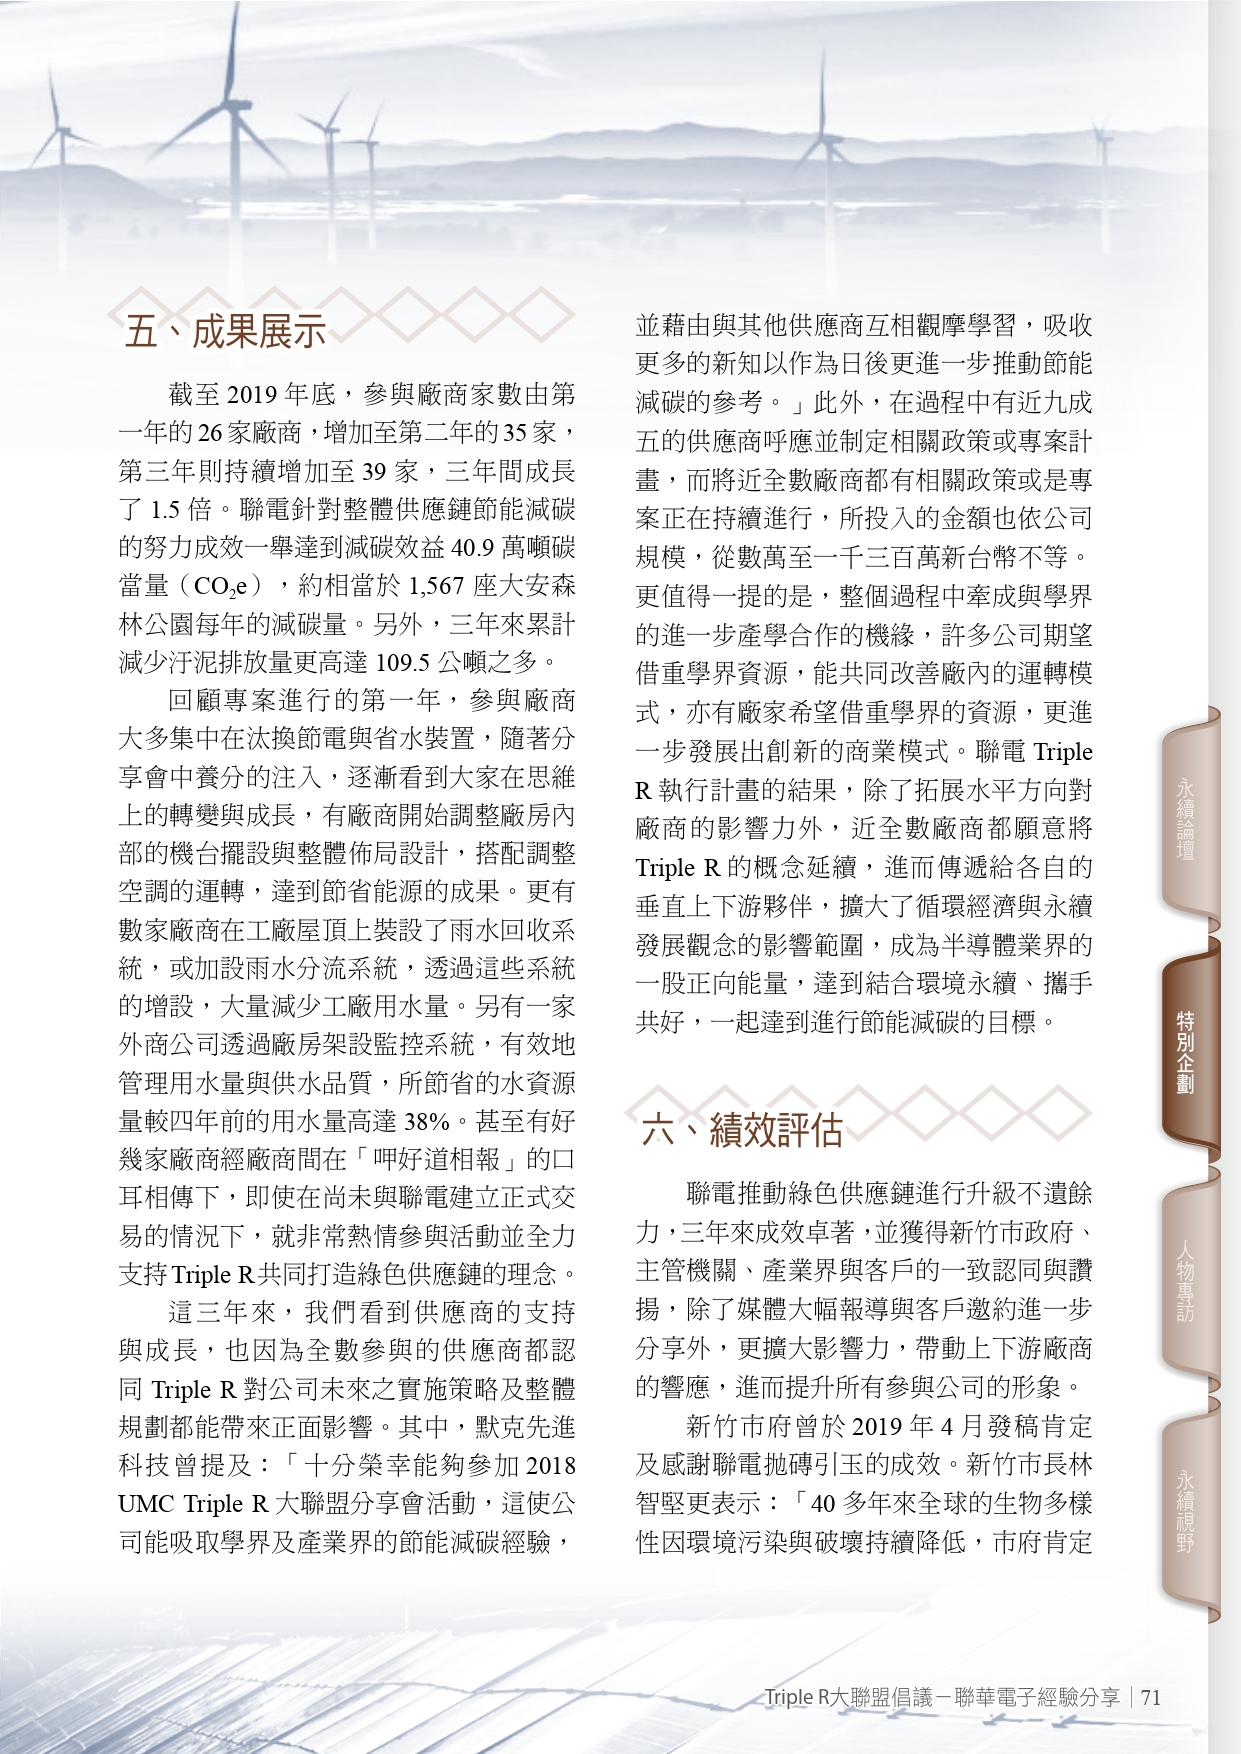 五、成果展示
截至 2019 年底，參與廠商家數由第
一年的 26 家廠商，增加至第二年的 35 家，
第三年則持續增加至 39 家，三年間成長
了 1.5 倍。聯電針對整體供應鏈節能減碳
的努力成效一舉達到減碳效益 40.9 萬噸碳
當量（CO₂e），約相當於 1,567 座大安森
林公園每年的減碳量。另外，三年來累計
減少汙泥排放量更高達 109.5 公噸之多。
回顧專案進行的第一年，參與廠商
大多集中在汰換節電與省水裝置，隨著分
享會中養分的注入，逐漸看到大家在思維
上的轉變與成長，有廠商開始調整廠房內
部的機台擺設與整體佈局設計，搭配調整
空調的運轉，達到節省能源的成果。更有
數家廠商在工廠屋頂上裝設了雨水回收系
統，或加設雨水分流系統，透過這些系統
的增設，大量減少工廠用水量。另有一家
外商公司透過廠房架設監控系統，有效地
管理用水量與供水品質，所節省的水資源
量較四年前的用水量高達 38%。甚至有好
幾家廠商經廠商間在「呷好道相報」的口
耳相傳下，即使在尚未與聯電建立正式交
易的情況下，就非常熱情參與活動並全力
支持 Triple R 共同打造綠色供應鏈的理念。
這三年來，我們看到供應商的支持
與成長，也因為全數參與的供應商都認
同 Triple R 對公司未來之實施策略及整體
規劃都能帶來正面影響。其中，默克先進
科技曾提及：「十分榮幸能夠參加 2018
UMC Triple R 大聯盟分享會活動，這使公
司能吸取學界及產業界的節能減碳經驗，
並藉由與其他供應商互相觀摩學習，吸收
更多的新知以作為日後更進一步推動節能
減碳的參考。」此外，在過程中有近九成
五的供應商呼應並制定相關政策或專案計
畫，而將近全數廠商都有相關政策或是專
案正在持續進行，所投入的金額也依公司
規模，從數萬至一千三百萬新台幣不等。
更值得一提的是，整個過程中牽成與學界
的進一步產學合作的機緣，許多公司期望
借重學界資源，能共同改善廠內的運轉模
式，亦有廠家希望借重學界的資源，更進
一步發展出創新的商業模式。聯電 Triple
R 執行計畫的結果，除了拓展水平方向對
廠商的影響力外，近全數廠商都願意將
Triple R 的概念延續，進而傳遞給各自的
垂直上下游夥伴，擴大了循環經濟與永續
發展觀念的影響範圍，成為半導體業界的
一股正向能量，達到結合環境永續、攜手
共好，一起達到進行節能減碳的目標。
六、績效評估
聯電推動綠色供應鏈進行升級不遺餘
力，三年來成效卓著，並獲得新竹市政府、
主管機關、產業界與客戶的一致認同與讚
揚，除了媒體大幅報導與客戶邀約進一步
分享外，更擴大影響力，帶動上下游廠商
的響應，進而提升所有參與公司的形象。
新竹市府曾於 2019 年 4 月發稿肯定
及感謝聯電拋磚引玉的成效。新竹市長林
智堅更表示：「40 多年來全球的生物多樣
性因環境污染與破壞持續降低，市府肯定
永續論壇
特別企劃
人物專訪
永續視野
Triple R大聯盟倡議－聯華電子經驗分享｜71